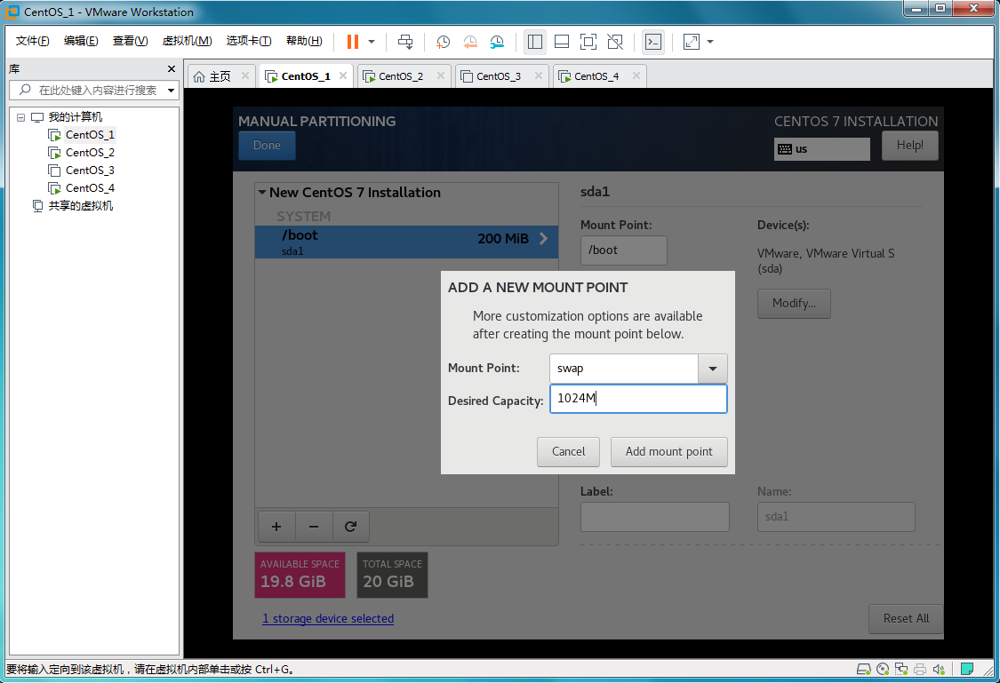 CentOS_1 - VMware Workstation
文件(F) 编辑(E) 查看(V) 虚拟机(M) 选项卡(T) 帮助(H)
库
在此处键入内容进行搜索
我的计算机
CentOS_1
CentOS_2
CentOS_3
CentOS_4
共享的虚拟机
主页 CentOS_1 CentOS_2 CentOS_3 CentOS_4
MANUAL PARTITIONING
Done
CENTOS 7 INSTALLATION
us
Help!
New CentOS 7 Installation
SYSTEM
/boot
sda1
200 MiB
sda1
Mount Point:
/boot
Device(s):
VMware, VMware Virtual S
(sda)
Modify...
ADD A NEW MOUNT POINT
More customization options are available
after creating the mount point below.
Mount Point: swap
Desired Capacity: 1024M
Cancel
Add mount point
Label:
Name:
sda1
AVAILABLE SPACE
19.8 GiB
TOTAL SPACE
20 GiB
1 storage device selected
Reset All
要将输入定向到该虚拟机，请在虚拟机内部单击或按 Ctrl+G。